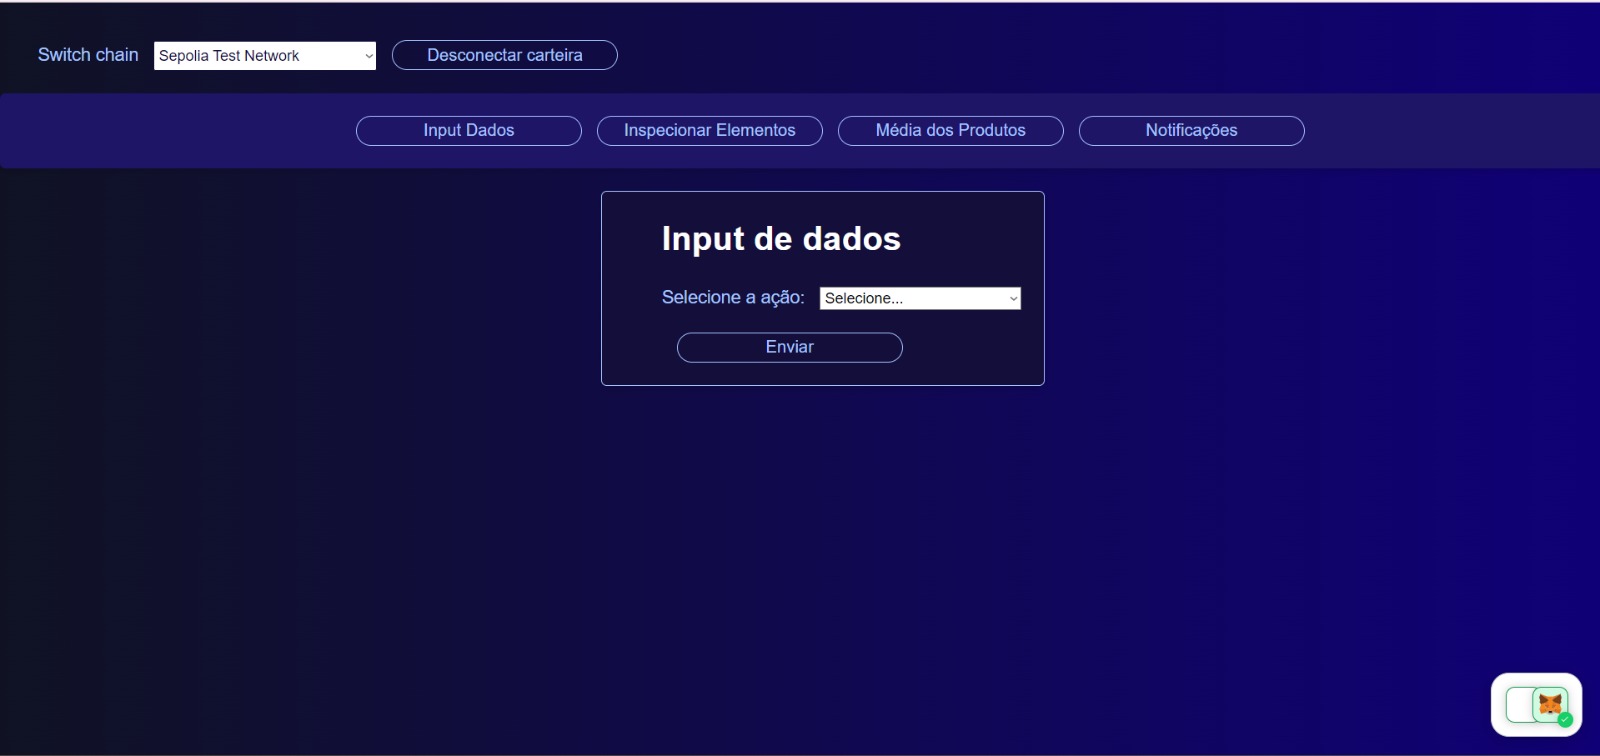 Switch chain Sepolia Test Network Desconectar carteira
Input Dados Inspecionar Elementos Média dos Produtos Notificações
Input de dados
Selecione a ação: Selecione...
Enviar